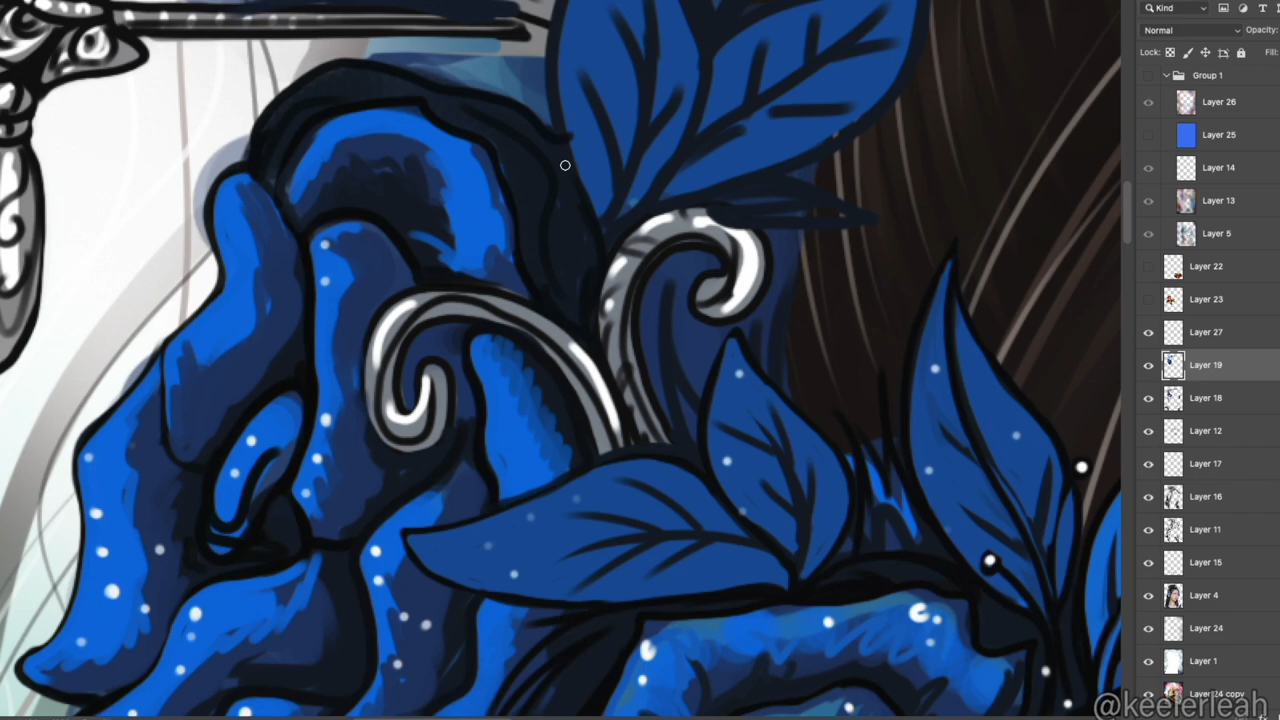 Kind
Normal
Opacity:
Lock:
Fill:
Group 1
Layer 26
Layer 25
Layer 14
Layer 13
Layer 5
Layer 22
Layer 23
Layer 27
Layer 19
Layer 18
Layer 12
Layer 17
Layer 16
Layer 11
Layer 15
Layer 4
Layer 24
Layer 1
Layer 24 copy
@keelerleah